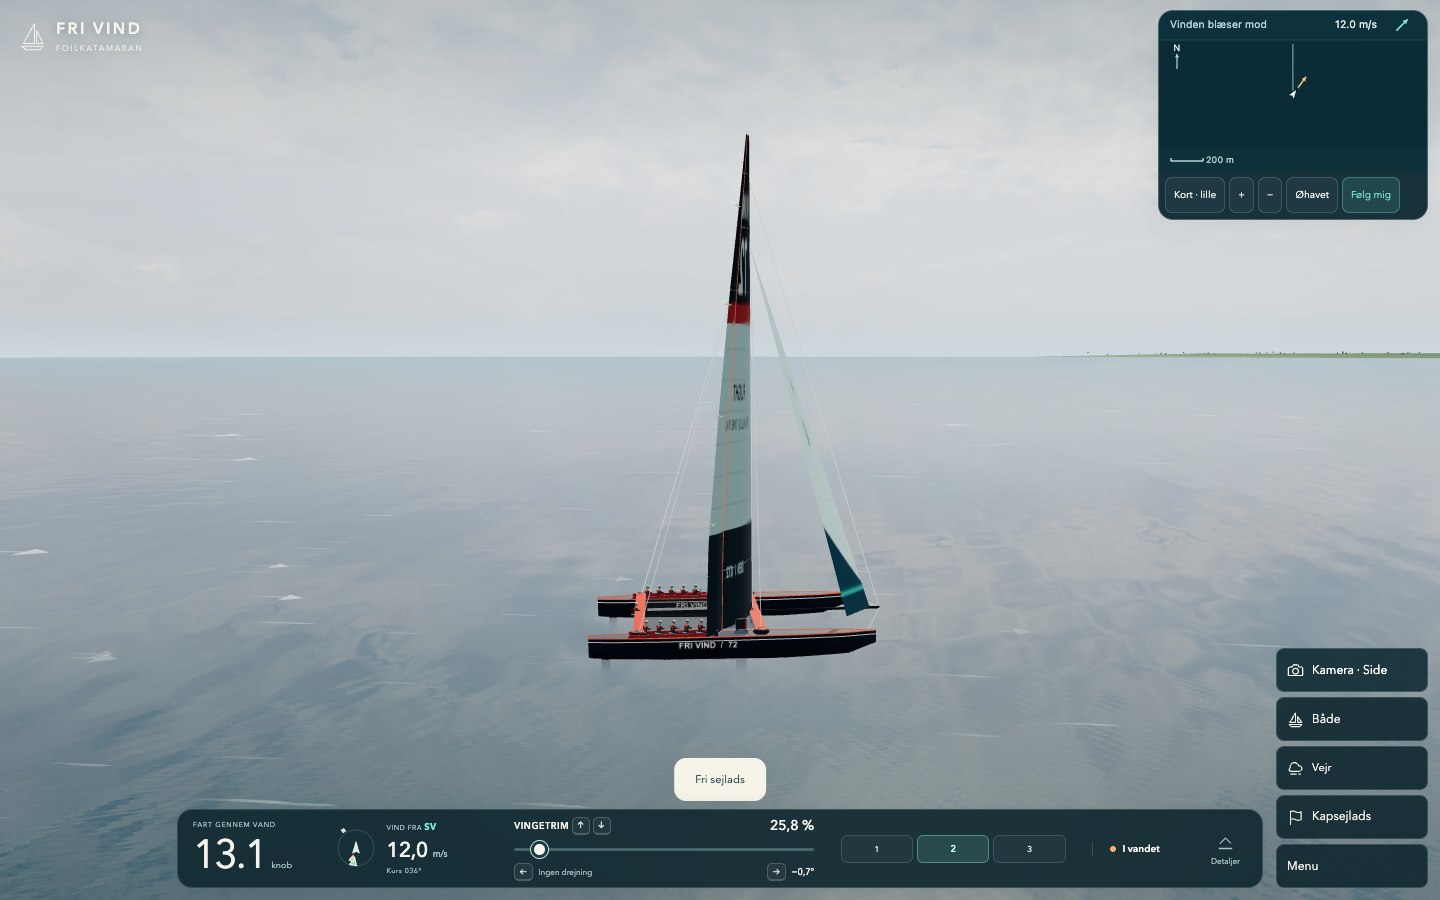 FRI VIND
FOILKATAMARAN
Vinden blæser mod 12.0 m/s
N
200 m
Kort · lille + − Øhavet Følg mig
FRI VIND
FRI VIND / 72
Kamera · Side
Både
Vejr
Kapsejlads
Menu
Fri sejlads
FART GENNEM VAND
13.1 knob
VIND FRA SV
12,0 m/s
Kurs 036°
VINGETRIM ↑ ↓ 25,8 %
← Ingen drejning → −0,7°
1 2 3
I vandet
Detaljer